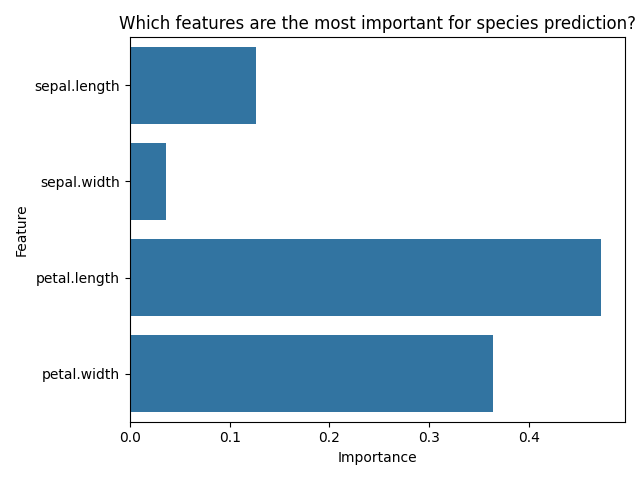 Which features are the most important for species prediction?
sepal.length
sepal.width
petal.length
petal.width
Feature
0.0 0.1 0.2 0.3 0.4
Importance